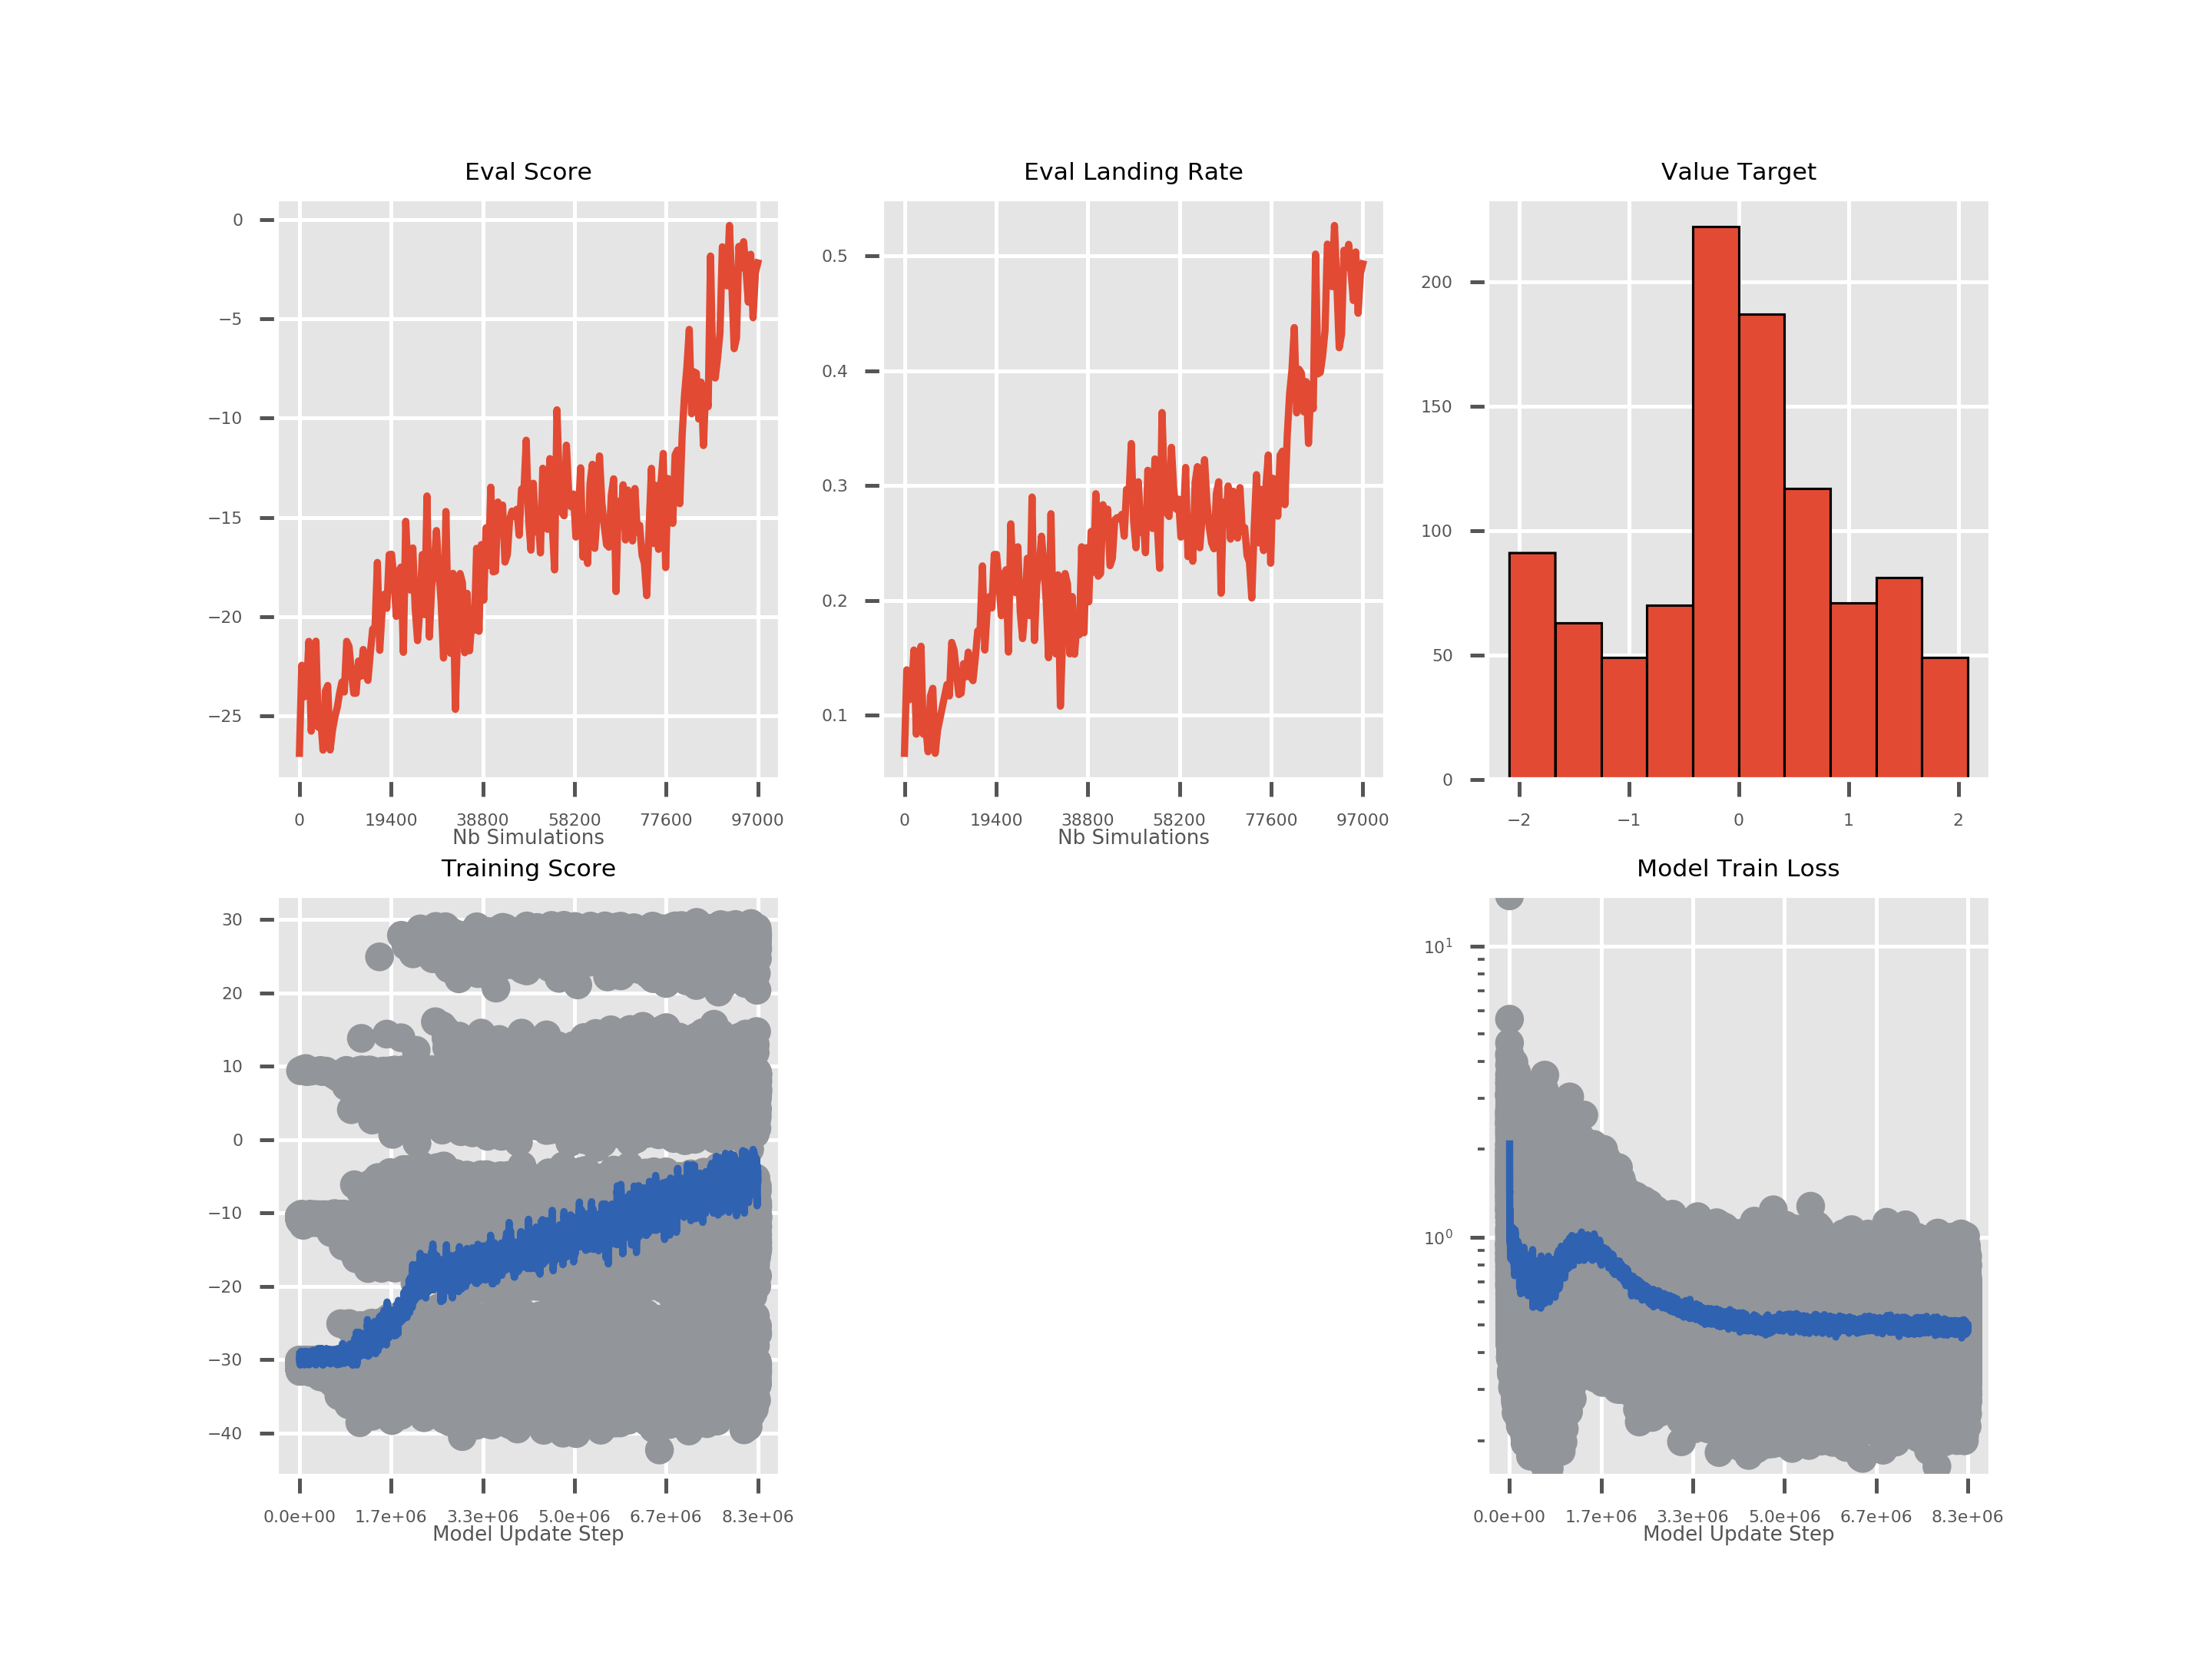 Eval Score
0
−5
−10
−15
−20
−25
0 19400 38800 58200 77600 97000
Nb Simulations
Eval Landing Rate
0.5
0.4
0.3
0.2
0.1
0 19400 38800 58200 77600 97000
Nb Simulations
Value Target
200
150
100
50
0
−2 −1 0 1 2
Training Score
30
20
10
0
−10
−20
−30
−40
0.0e+00 1.7e+06 3.3e+06 5.0e+06 6.7e+06 8.3e+06
Model Update Step
Model Train Loss
10¹
10⁰
0.0e+00 1.7e+06 3.3e+06 5.0e+06 6.7e+06 8.3e+06
Model Update Step